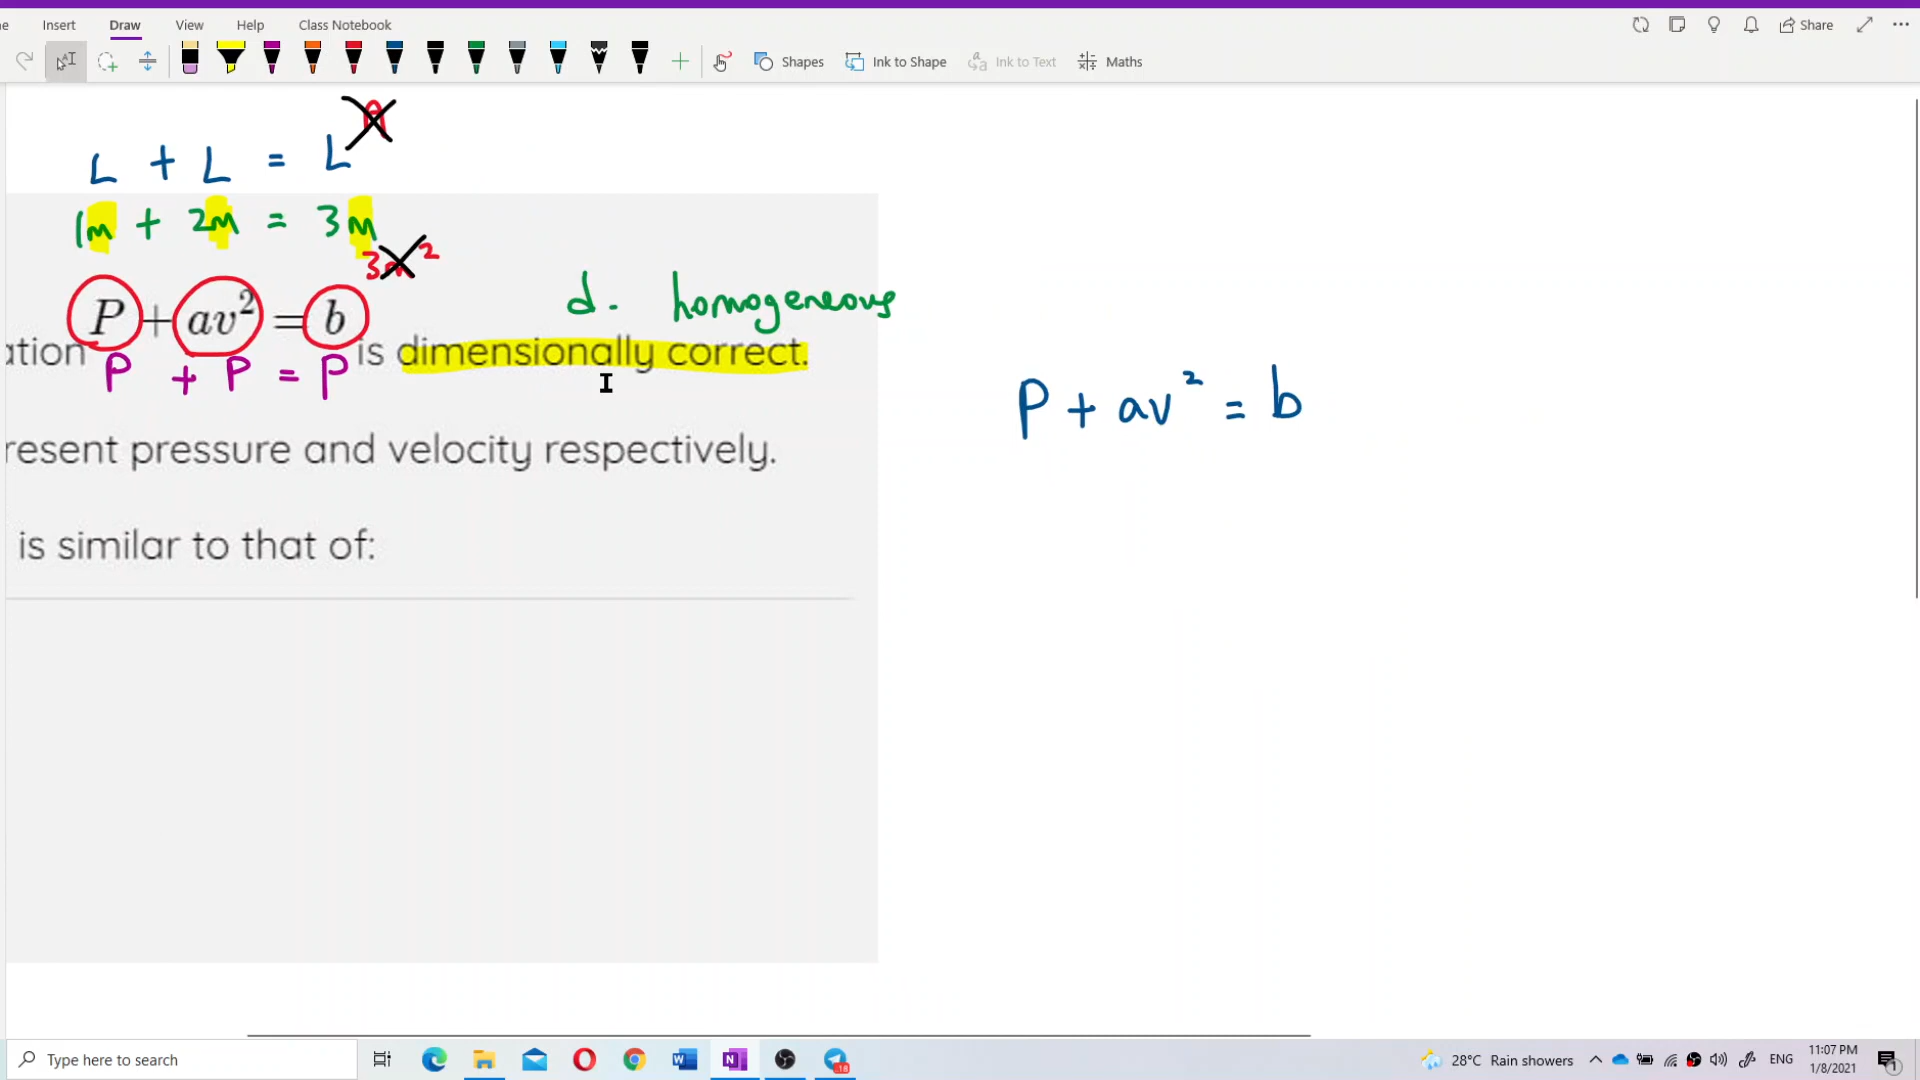 Insert Draw View Help Class Notebook Share
Shapes Ink to Shape Ink to Text Maths
L + L = L
1m + 2m = 3m
3m²
P + av² = b
ation is dimensionally correct.
d. homogeneous
P + P = P
P + av² = b
resent pressure and velocity respectively.
is similar to that of:
Type here to search
28°C Rain showers ENG 11:07 PM
1/8/2021